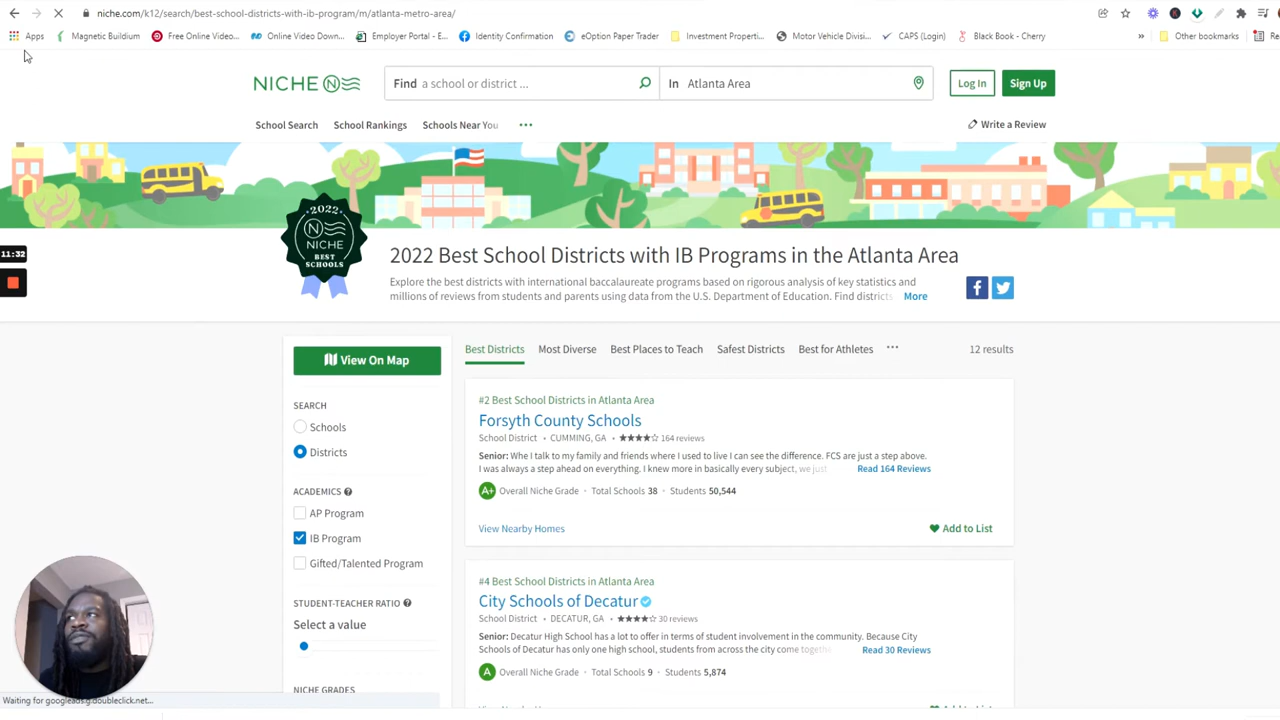 niche.com/k12/search/best-school-districts-with-ib-program/m/atlanta-metro-area/
Apps Magnetic Buildium Free Online Video... Online Video Down... Employer Portal - E... Identity Confirmation eOption Paper Trader Investment Properti... Motor Vehicle Divisi... CAPS (Login) Black Book - Cherry » Other bookmarks
NICHE Find a school or district ... In Atlanta Area Log In Sign Up
School Search School Rankings Schools Near You ... Write a Review
2022
NICHE
BEST
SCHOOLS
11:32
2022 Best School Districts with IB Programs in the Atlanta Area
Explore the best districts with international baccalaureate programs based on rigorous analysis of key statistics and
millions of reviews from students and parents using data from the U.S. Department of Education. Find districts More
View On Map
SEARCH
Schools
Districts
ACADEMICS
AP Program
IB Program
Gifted/Talented Program
STUDENT-TEACHER RATIO
Select a value
NICHE GRADES
Best Districts Most Diverse Best Places to Teach Safest Districts Best for Athletes ... 12 results
#2 Best School Districts in Atlanta Area
Forsyth County Schools
School District • CUMMING, GA • 164 reviews
Senior: Whe I talk to my family and friends where I used to live I can see the difference. FCS are just a step above.
I was always a step ahead on everything. I knew more in basically every subject, we just Read 164 Reviews
A+ Overall Niche Grade • Total Schools 38 • Students 50,544
View Nearby Homes Add to List
#4 Best School Districts in Atlanta Area
City Schools of Decatur
School District • DECATUR, GA • 30 reviews
Senior: Decatur High School has a lot to offer in terms of student involvement in the community. Because City
Schools of Decatur has only one high school, students from across the city come together Read 30 Reviews
A Overall Niche Grade • Total Schools 9 • Students 5,874
Waiting for googleads.g.doubleclick.net...